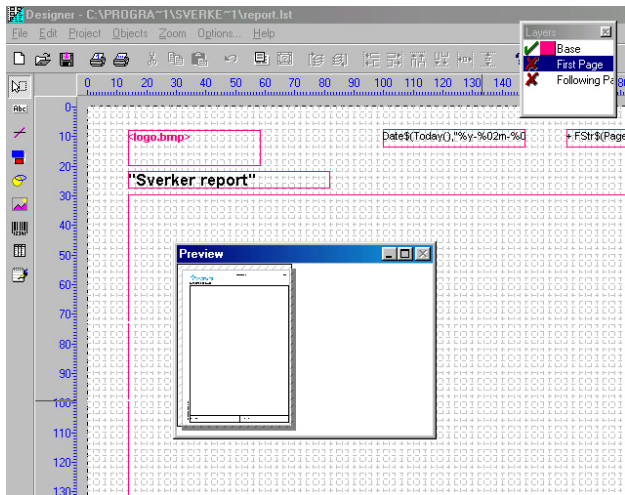 Designer - C:\PROGRA~1\SVERKE~1\report.lst
File Edit Project Objects Zoom Options... Help
Layers
Base
First Page
Following Pa
0 10 20 30 40 50 60 70 80 90 100 110 120 130 140
Abc
0
10
20
30
40
50
60
70
80
90
100
110
120
130
<logo.bmp>
Date$(Today(),"%y-%02m-%0
+ FStr$(Page
"Sverker report"
Preview